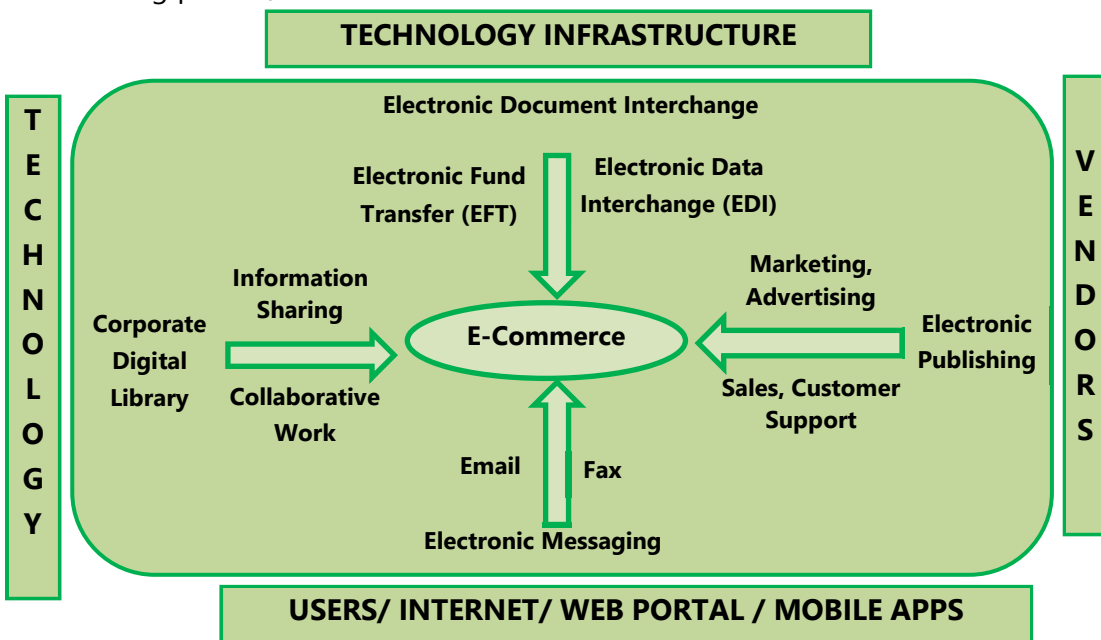 TECHNOLOGY INFRASTRUCTURE
TECHNOLOGY
Electronic Document Interchange
Electronic Fund
Transfer (EFT)
Electronic Data
Interchange (EDI)
Information
Sharing
Corporate
Digital
Library
Collaborative
Work
E-Commerce
Marketing,
Advertising
Electronic
Publishing
Sales, Customer
Support
Email
Fax
Electronic Messaging
VENDORS
USERS/ INTERNET/ WEB PORTAL / MOBILE APPS